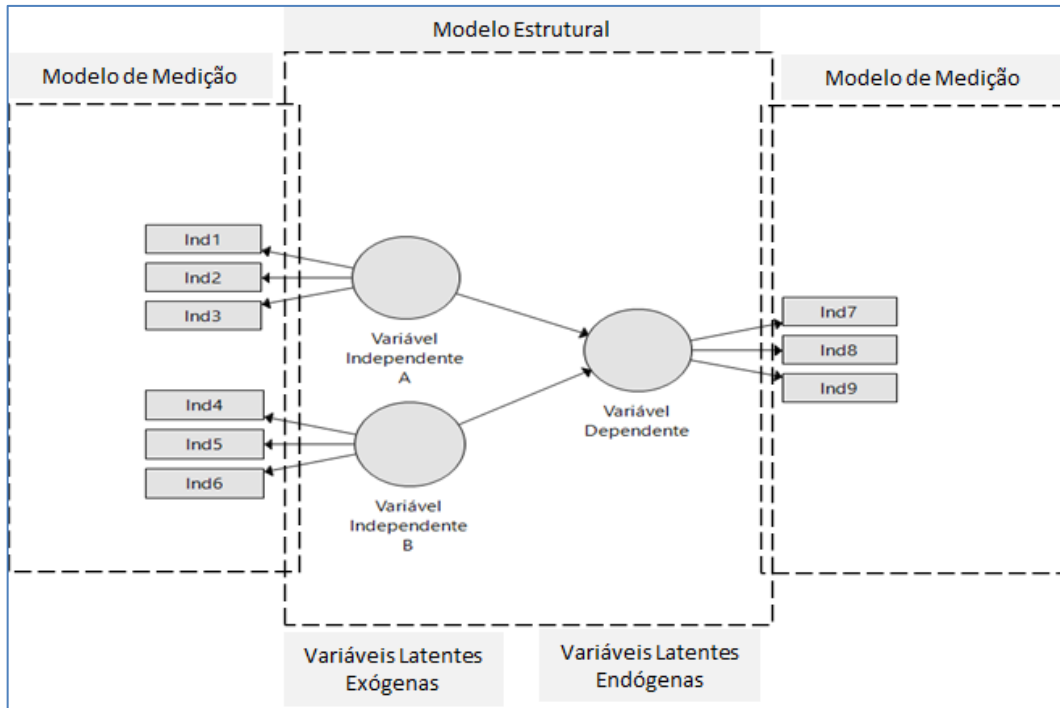 Modelo Estrutural
Modelo de Medição
Modelo de Medição
Ind1
Ind2
Ind3
Variável
Independente
A
Ind4
Ind5
Ind6
Variável
Independente
B
Variável
Dependente
Ind7
Ind8
Ind9
Variáveis Latentes
Exógenas
Variáveis Latentes
Endógenas